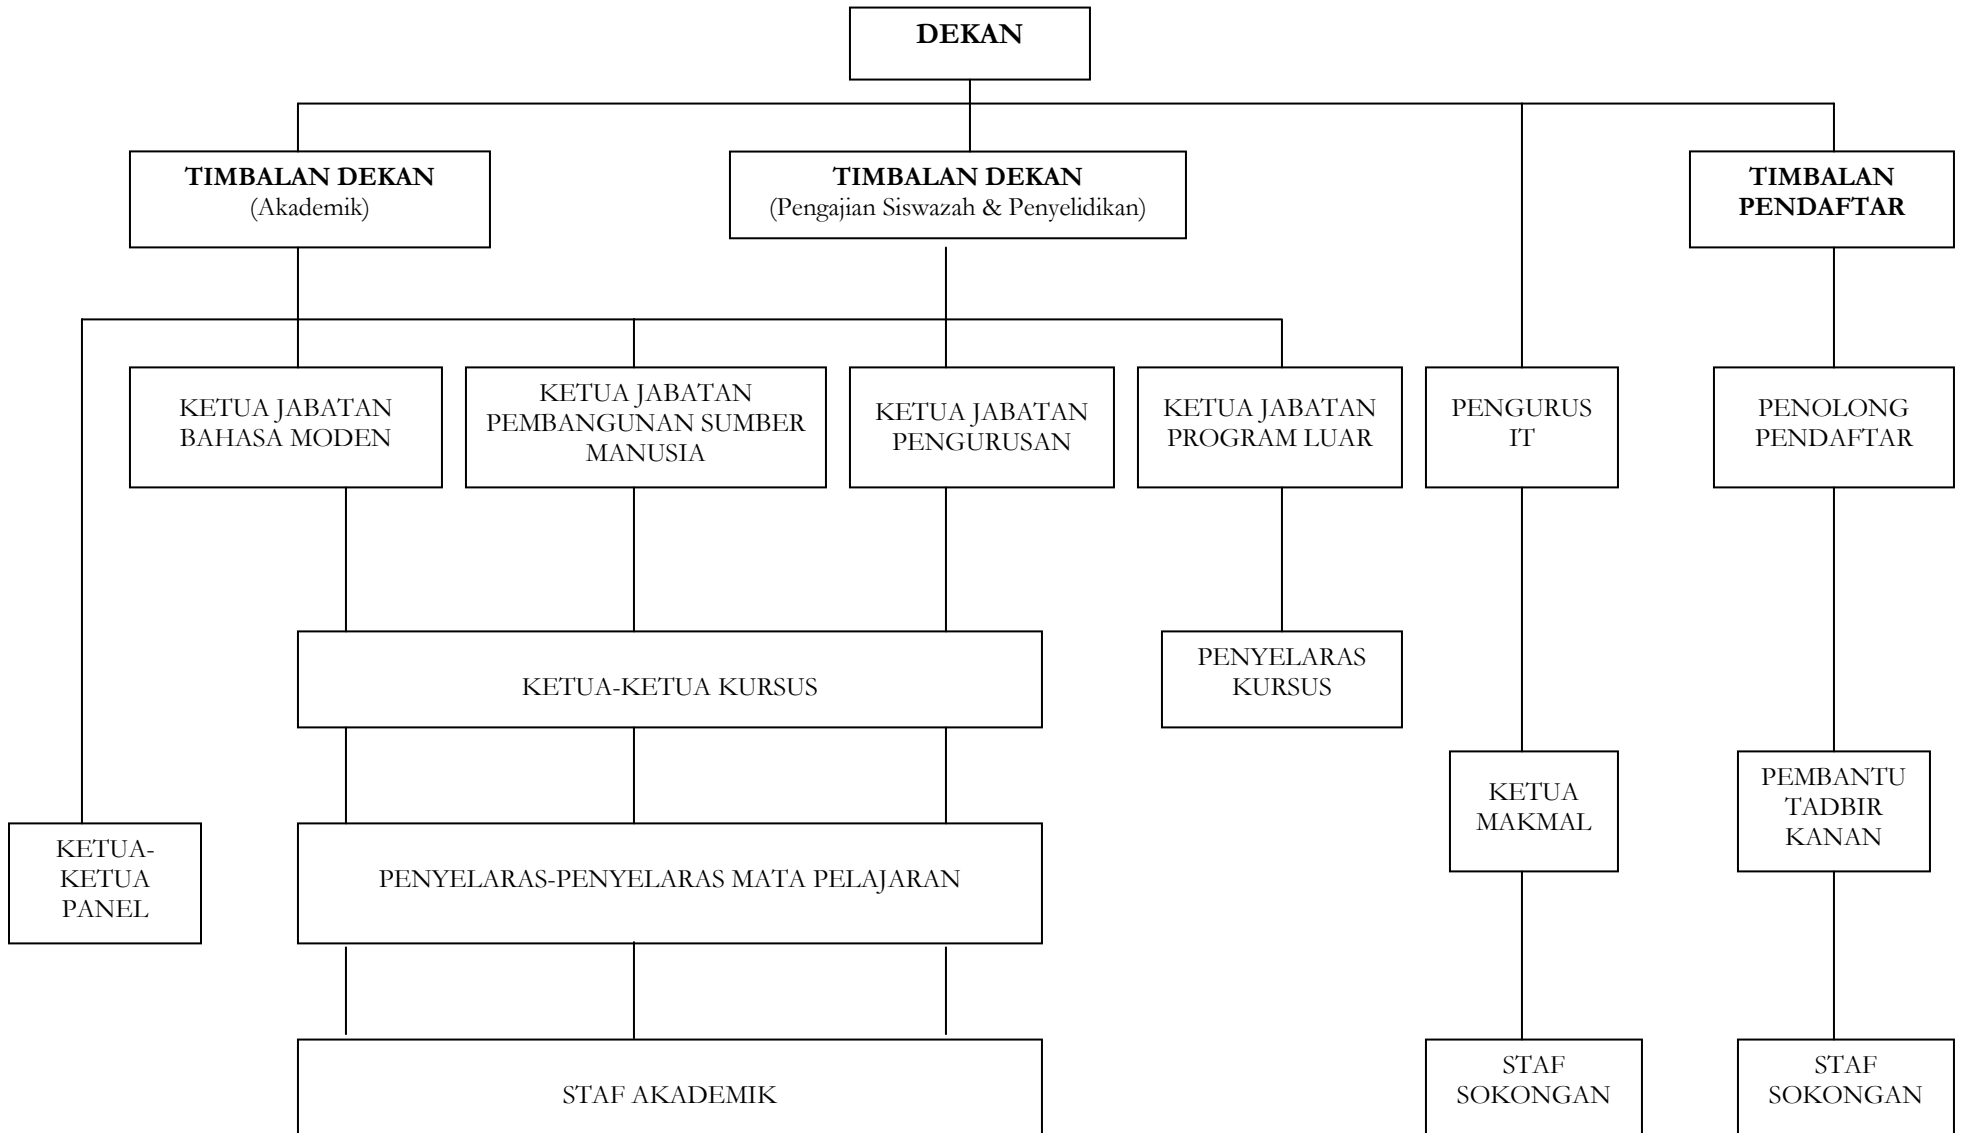 DEKAN
TIMBALAN DEKAN
(Akademik)
TIMBALAN DEKAN
(Pengajian Siswazah & Penyelidikan)
TIMBALAN
PENDAFTAR
KETUA JABATAN
BAHASA MODEN
KETUA JABATAN
PEMBANGUNAN SUMBER
MANUSIA
KETUA JABATAN
PENGURUSAN
KETUA JABATAN
PROGRAM LUAR
PENGURUS
IT
PENOLONG
PENDAFTAR
KETUA-KETUA KURSUS
PENYELARAS
KURSUS
KETUA
MAKMAL
PEMBANTU
TADBIR
KANAN
KETUA-
KETUA
PANEL
PENYELARAS-PENYELARAS MATA PELAJARAN
STAF AKADEMIK
STAF
SOKONGAN
STAF
SOKONGAN